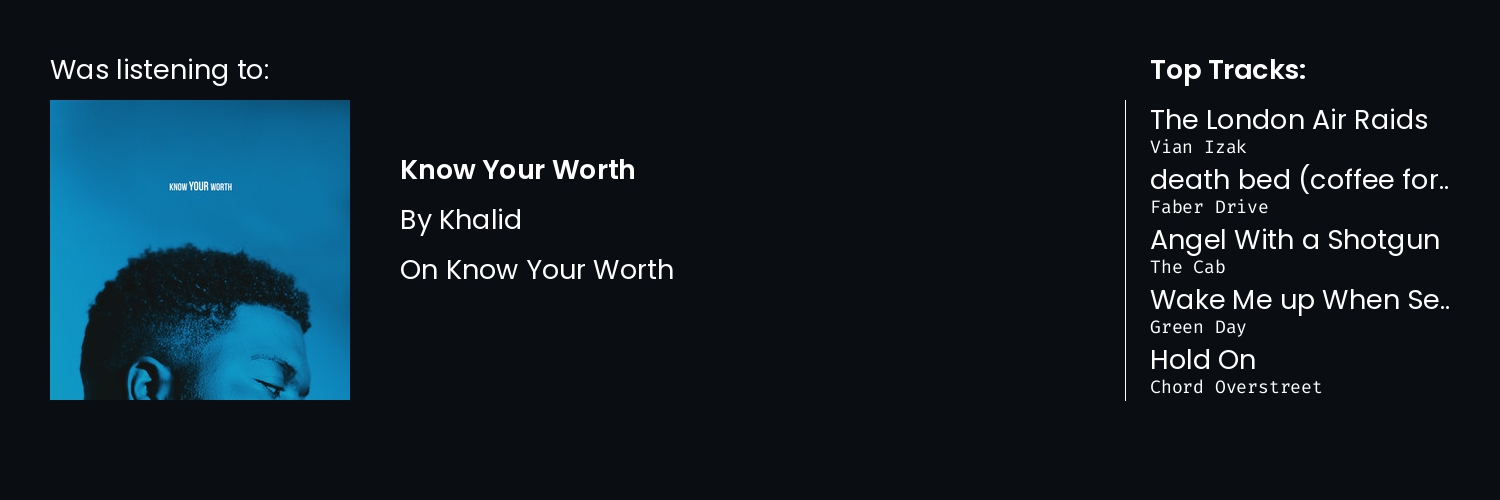 Was listening to:
KNOW YOUR WORTH
Know Your Worth
By Khalid
On Know Your Worth
Top Tracks:
The London Air Raids
Vian Izak
death bed (coffee for..
Faber Drive
Angel With a Shotgun
The Cab
Wake Me up When Se..
Green Day
Hold On
Chord Overstreet